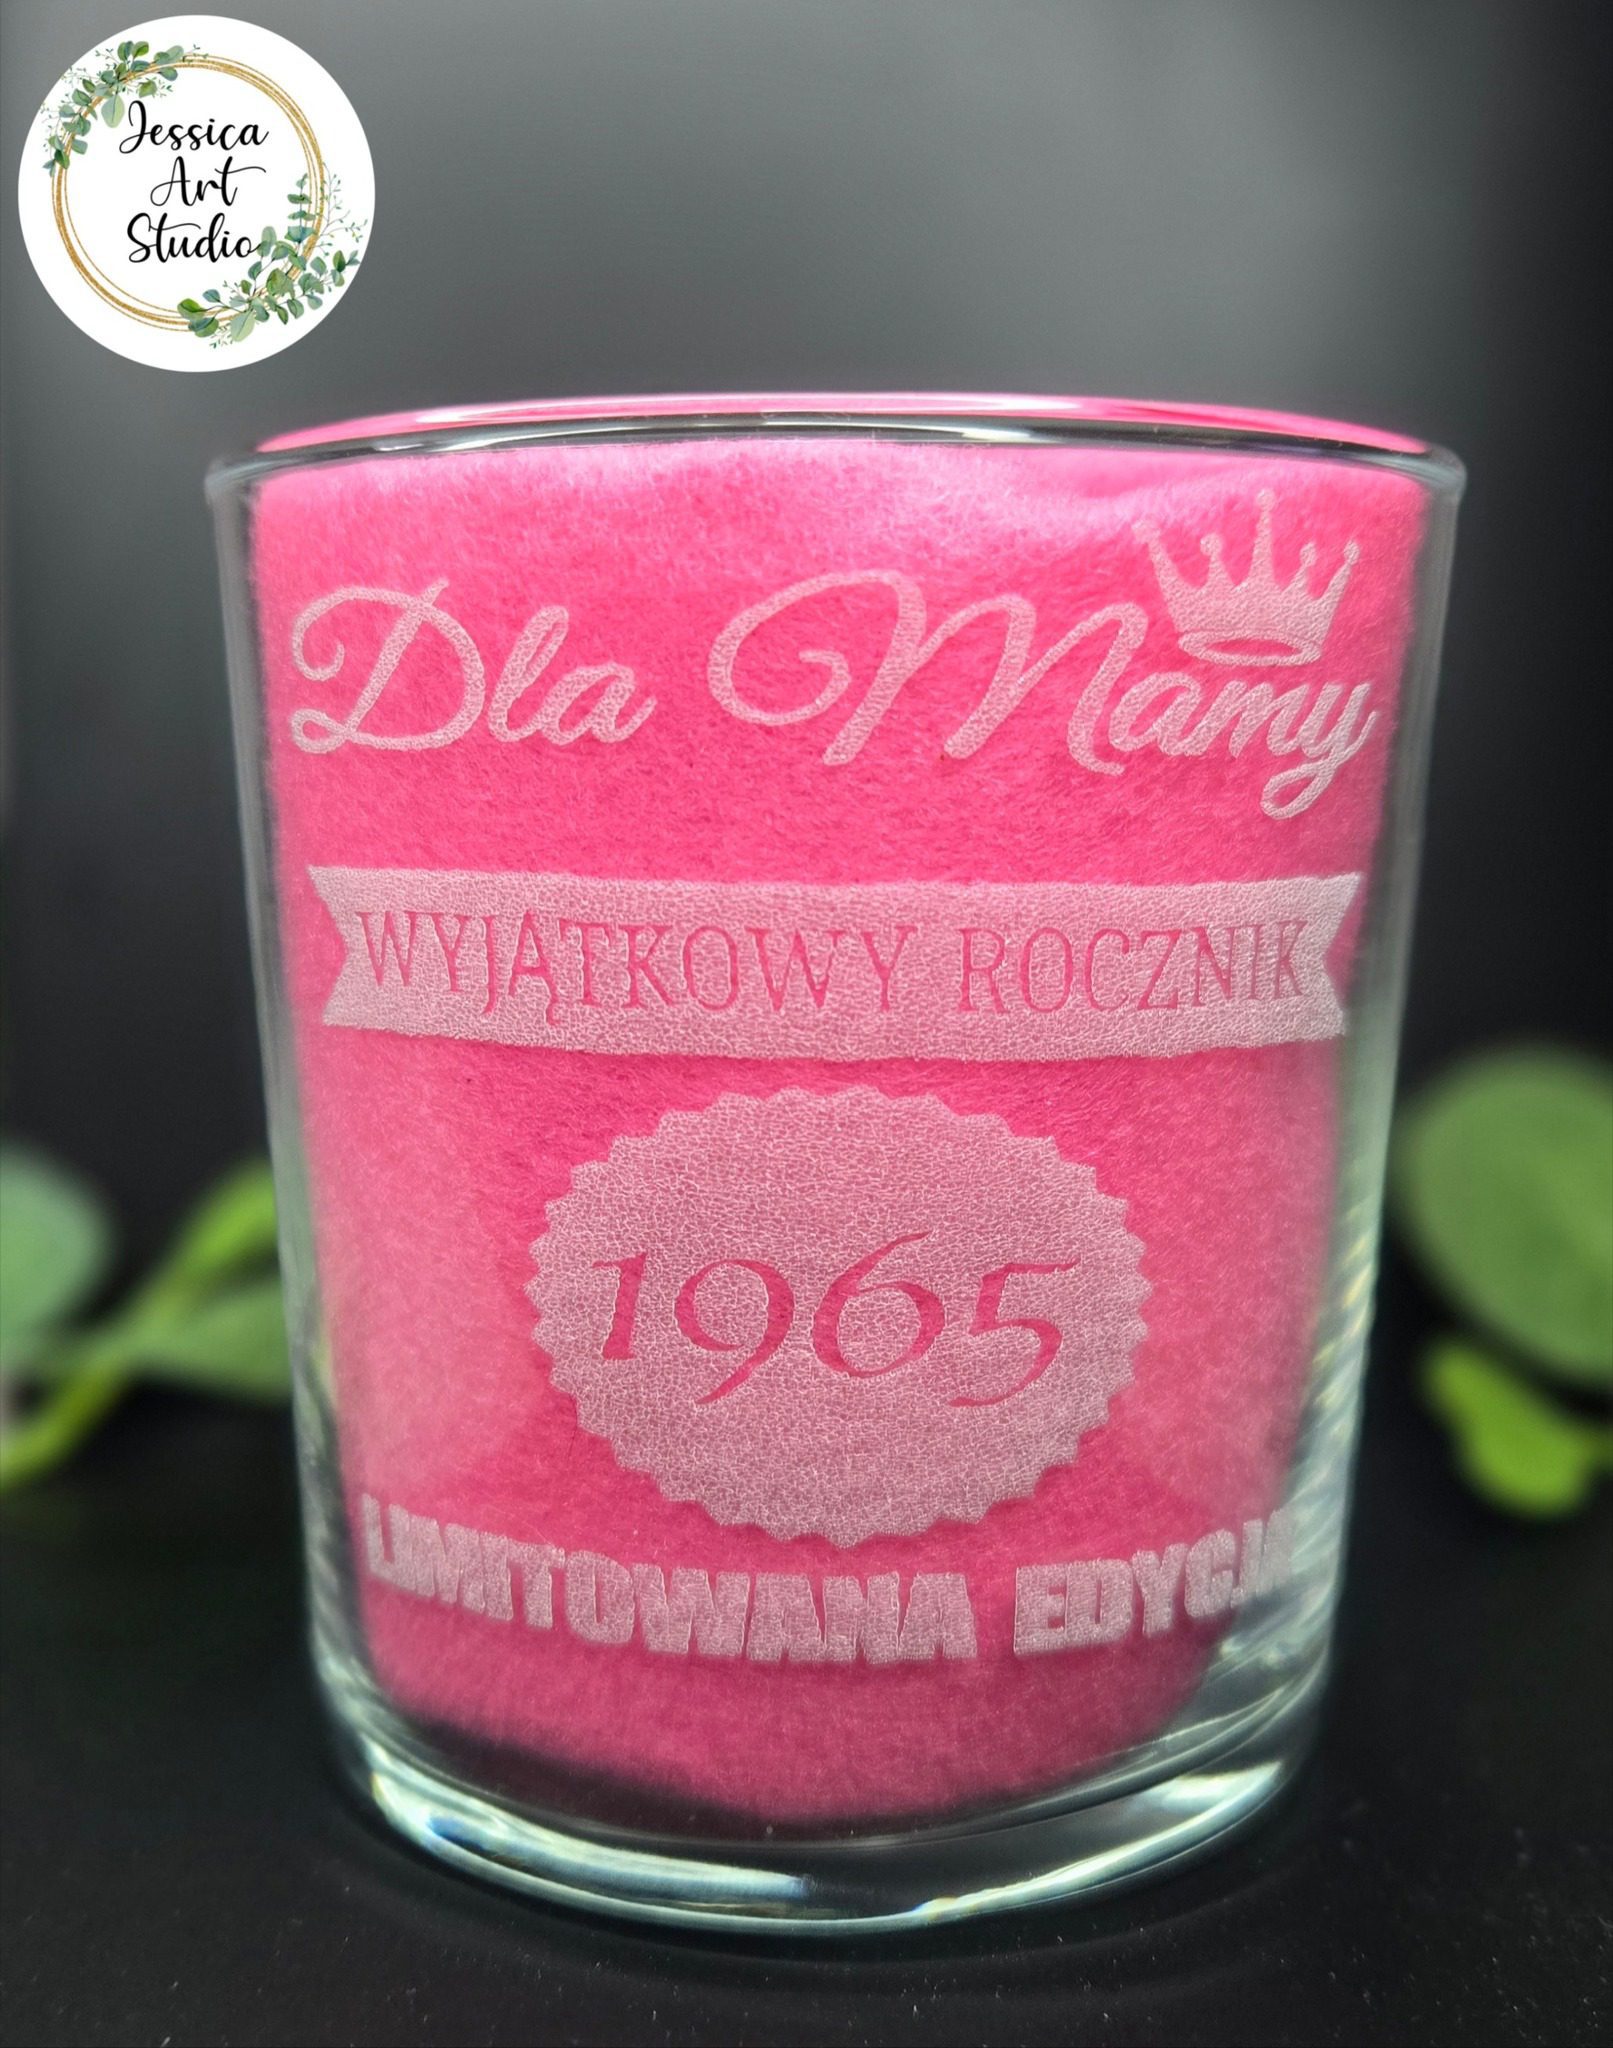 Jessica
Art
Studio
Dla Mamy
WYJĄTKOWY ROCZNIK
1965
LIMITOWANA EDYCJA